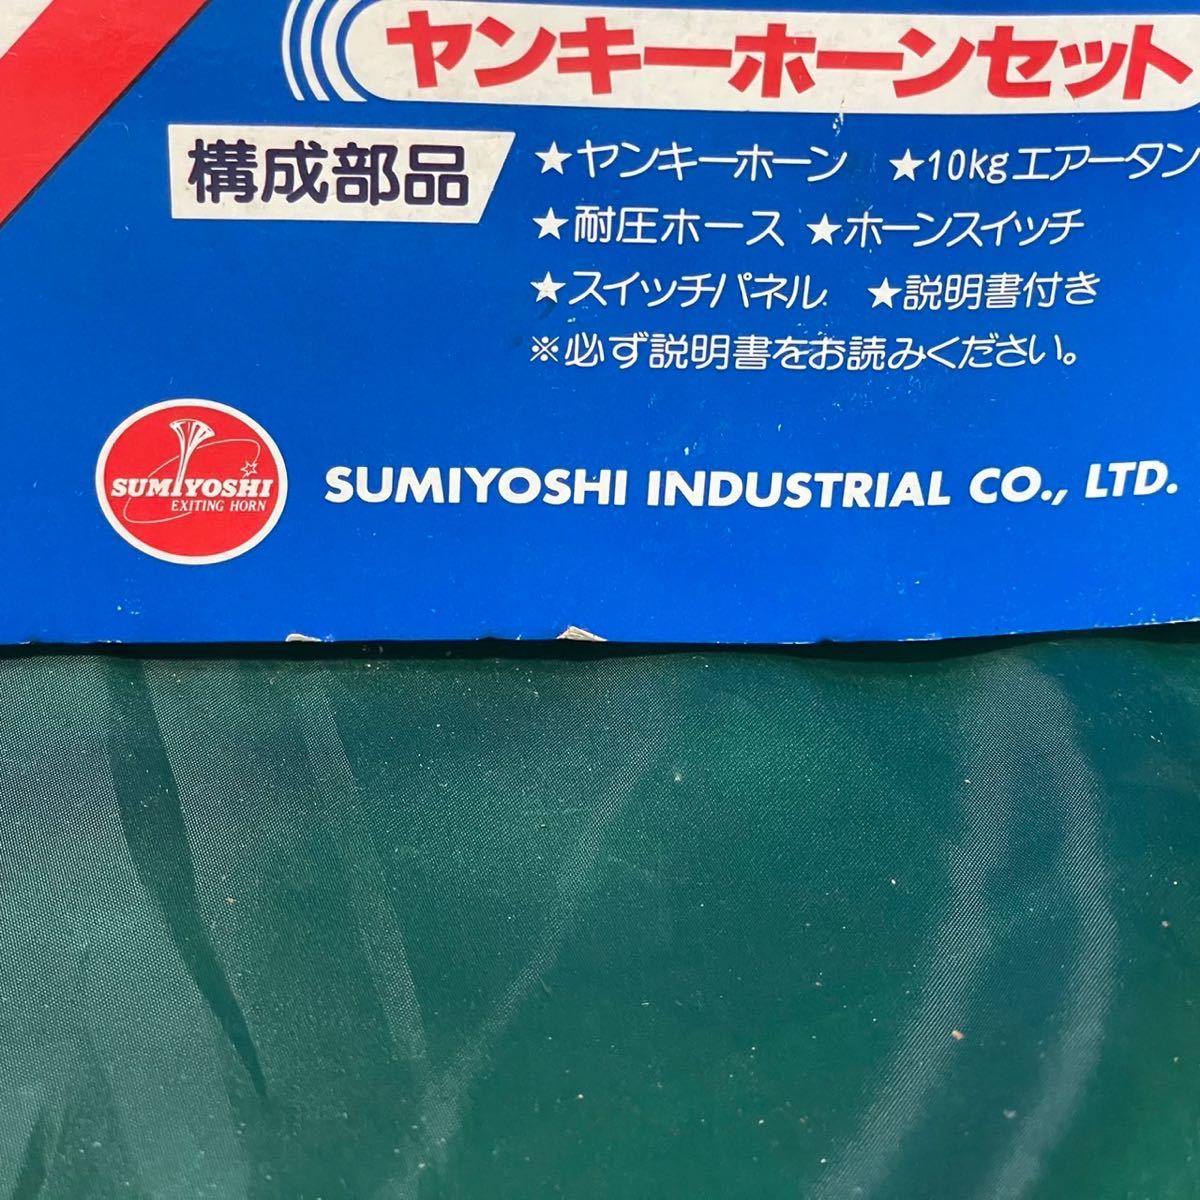 ヤンキーホーンセット
構成部品
★ヤンキーホーン ★10kgエアータン
★耐圧ホース ★ホーンスイッチ
★スイッチパネル ★説明書付き
※必ず説明書をお読みください。
SUMIYOSHI
EXITING HORN
SUMIYOSHI INDUSTRIAL CO., LTD.